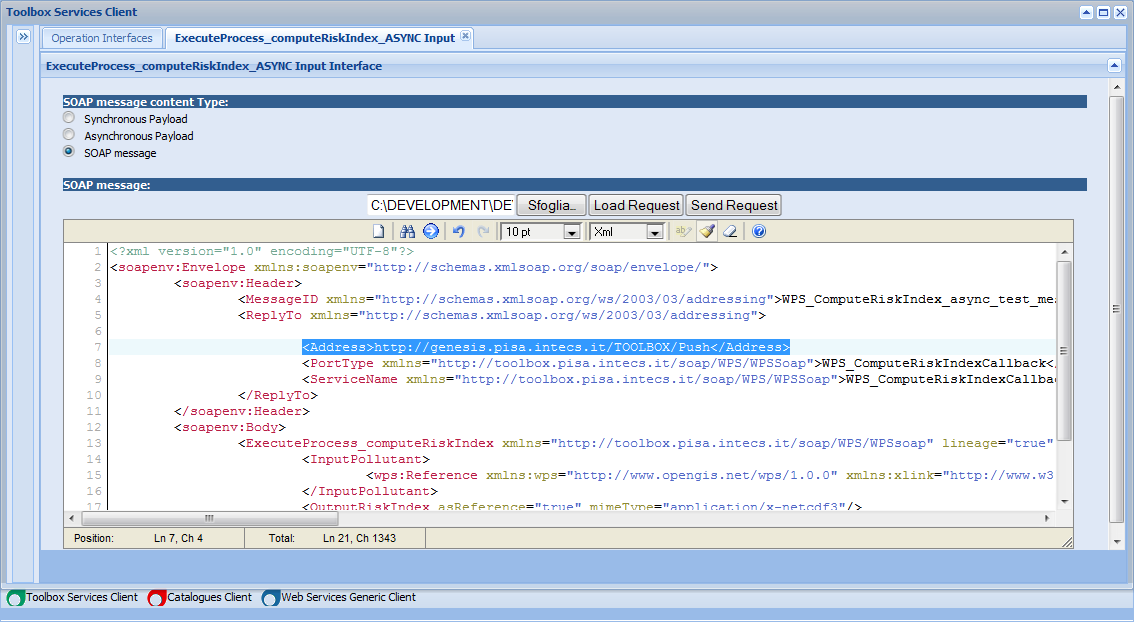 Toolbox Services Client
Operation Interfaces ExecuteProcess_computeRiskIndex_ASYNC Input
ExecuteProcess_computeRiskIndex_ASYNC Input Interface
SOAP message content Type:
Synchronous Payload
Asynchronous Payload
SOAP message
SOAP message:
C:\DEVELOPMENT\DE Sfoglia.. Load Request Send Request
10 pt Xml
1 <?xml version="1.0" encoding="UTF-8"?>
2 <soapenv:Envelope xmlns:soapenv="http://schemas.xmlsoap.org/soap/envelope/">
3 <soapenv:Header>
4 <MessageID xmlns="http://schemas.xmlsoap.org/ws/2003/03/addressing">WPS_ComputeRiskIndex_async_test_me
5 <ReplyTo xmlns="http://schemas.xmlsoap.org/ws/2003/03/addressing">
6
7 <Address>http://genesis.pisa.intecs.it/TOOLBOX/Push</Address>
8 <PortType xmlns="http://toolbox.pisa.intecs.it/soap/WPS/WPSSoap">WPS_ComputeRiskIndexCallback</
9 <ServiceName xmlns="http://toolbox.pisa.intecs.it/soap/WPS/WPSSoap">WPS_ComputeRiskIndexCallba
10 </ReplyTo>
11 </soapenv:Header>
12 <soapenv:Body>
13 <ExecuteProcess_computeRiskIndex xmlns="http://toolbox.pisa.intecs.it/soap/WPS/WPSsoap" lineage="true"
14 <InputPollutant>
15 <wps:Reference xmlns:wps="http://www.opengis.net/wps/1.0.0" xmlns:xlink="http://www.w3
16 </InputPollutant>
17 <OutputRiskIndex asReference="true" mimeType="application/x-netcdf3"/>
Position: Ln 7, Ch 4 Total: Ln 21, Ch 1343
Toolbox Services Client Catalogues Client Web Services Generic Client